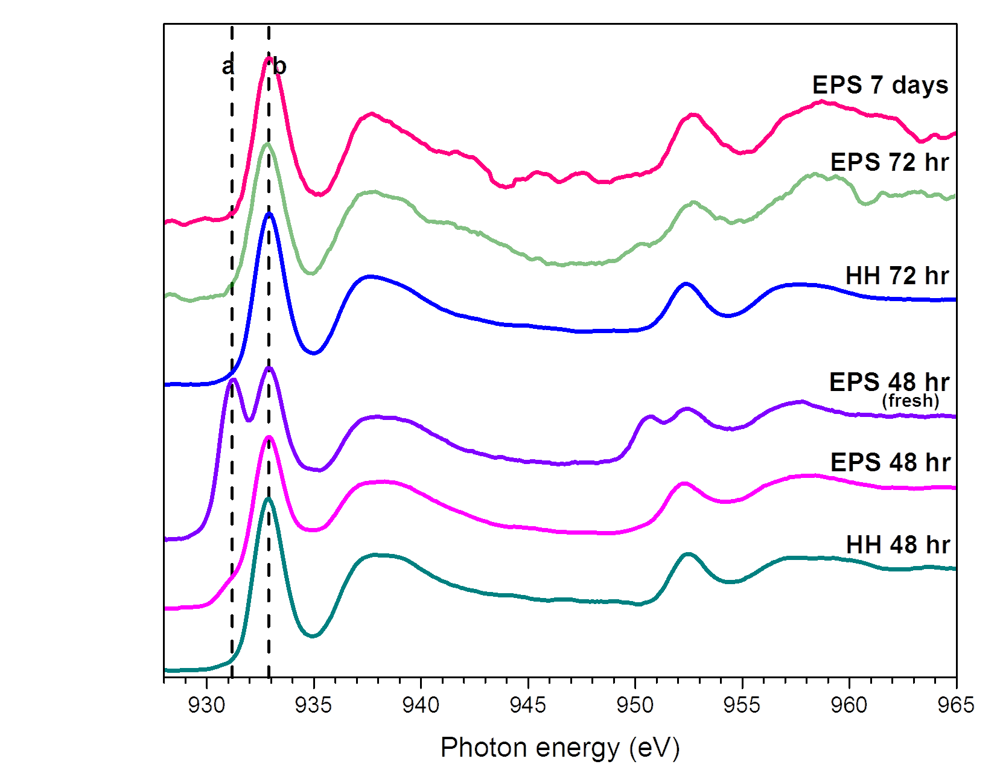 a b
EPS 7 days
EPS 72 hr
HH 72 hr
EPS 48 hr
(fresh)
EPS 48 hr
HH 48 hr
930 935 940 945 950 955 960 965
Photon energy (eV)